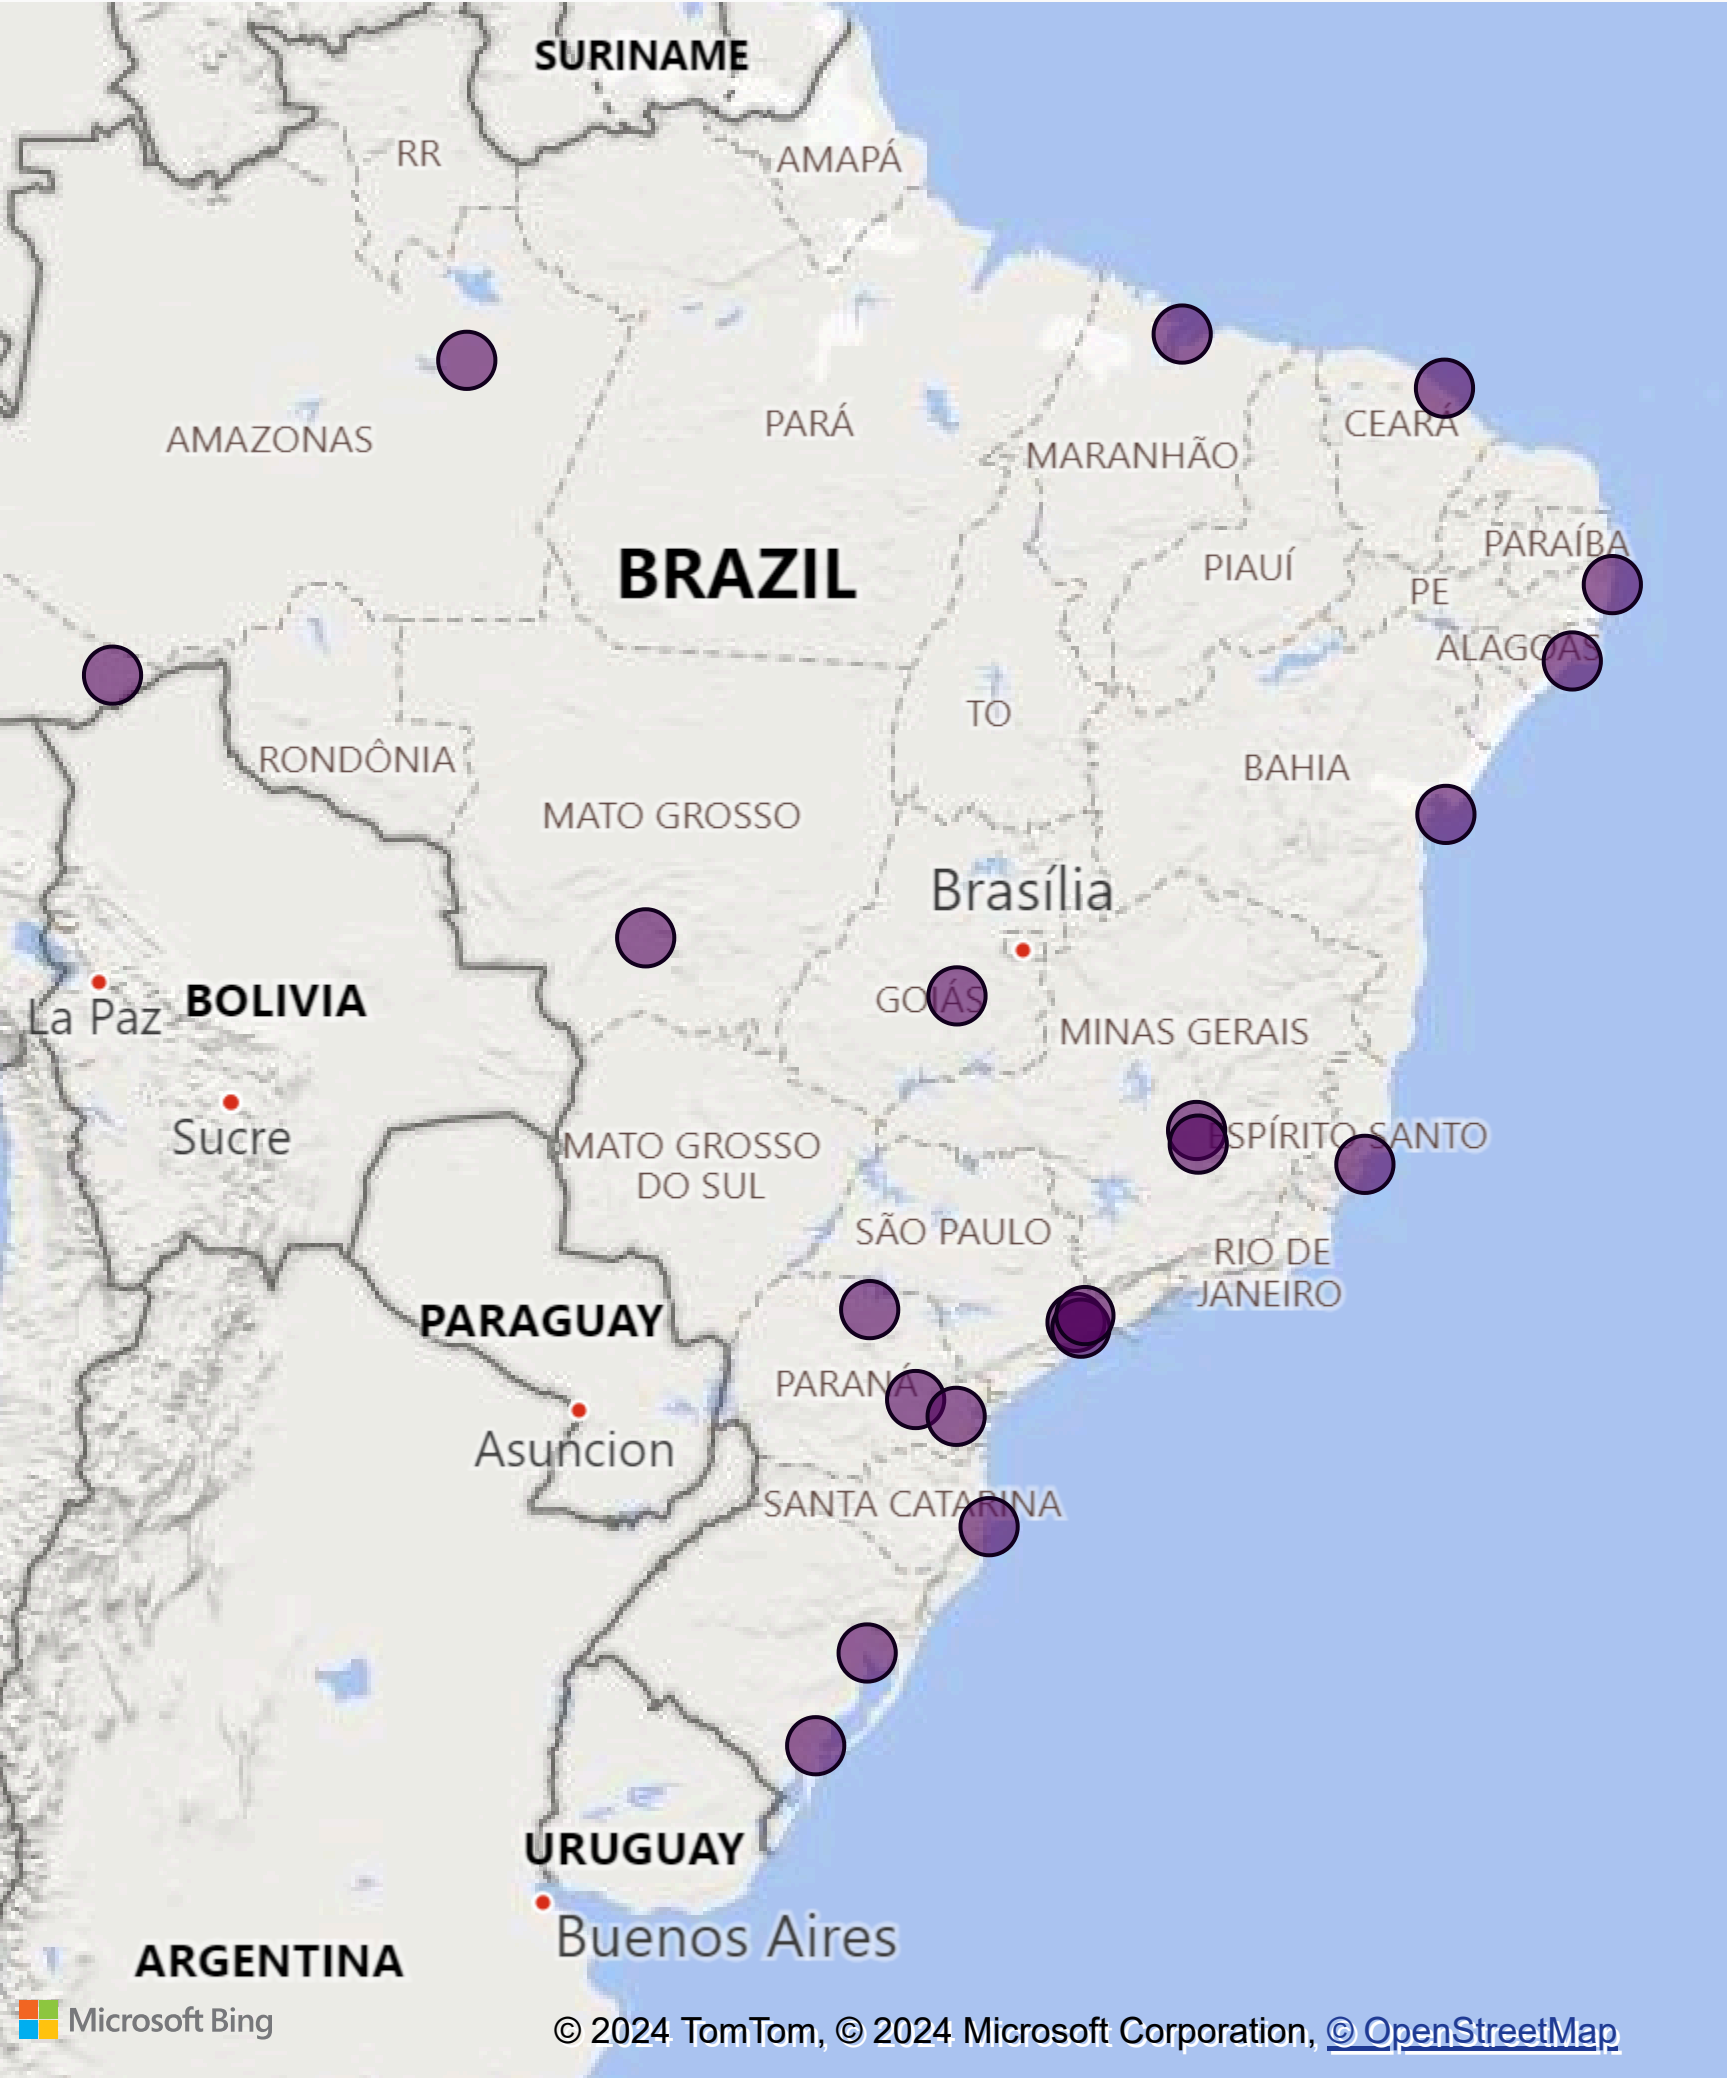 SURINAME
RR
AMAPÁ
AMAZONAS
PARÁ
MARANHÃO
CEARÁ
BRAZIL
PIAUÍ
PARAÍBA
PE
ALAGOAS
TO
RONDÔNIA
MATO GROSSO
BAHIA
Brasília
La Paz
BOLIVIA
GOIÁS
MINAS GERAIS
Sucre
MATO GROSSO
DO SUL
ESPÍRITO SANTO
SÃO PAULO
RIO DE
JANEIRO
PARAGUAY
PARANÁ
Asuncion
SANTA CATARINA
URUGUAY
Buenos Aires
ARGENTINA
Microsoft Bing
© 2024 TomTom, © 2024 Microsoft Corporation, © OpenStreetMap